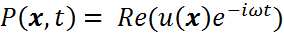 P(𝒙,t) = Re(u(𝒙)e^{-iωt})